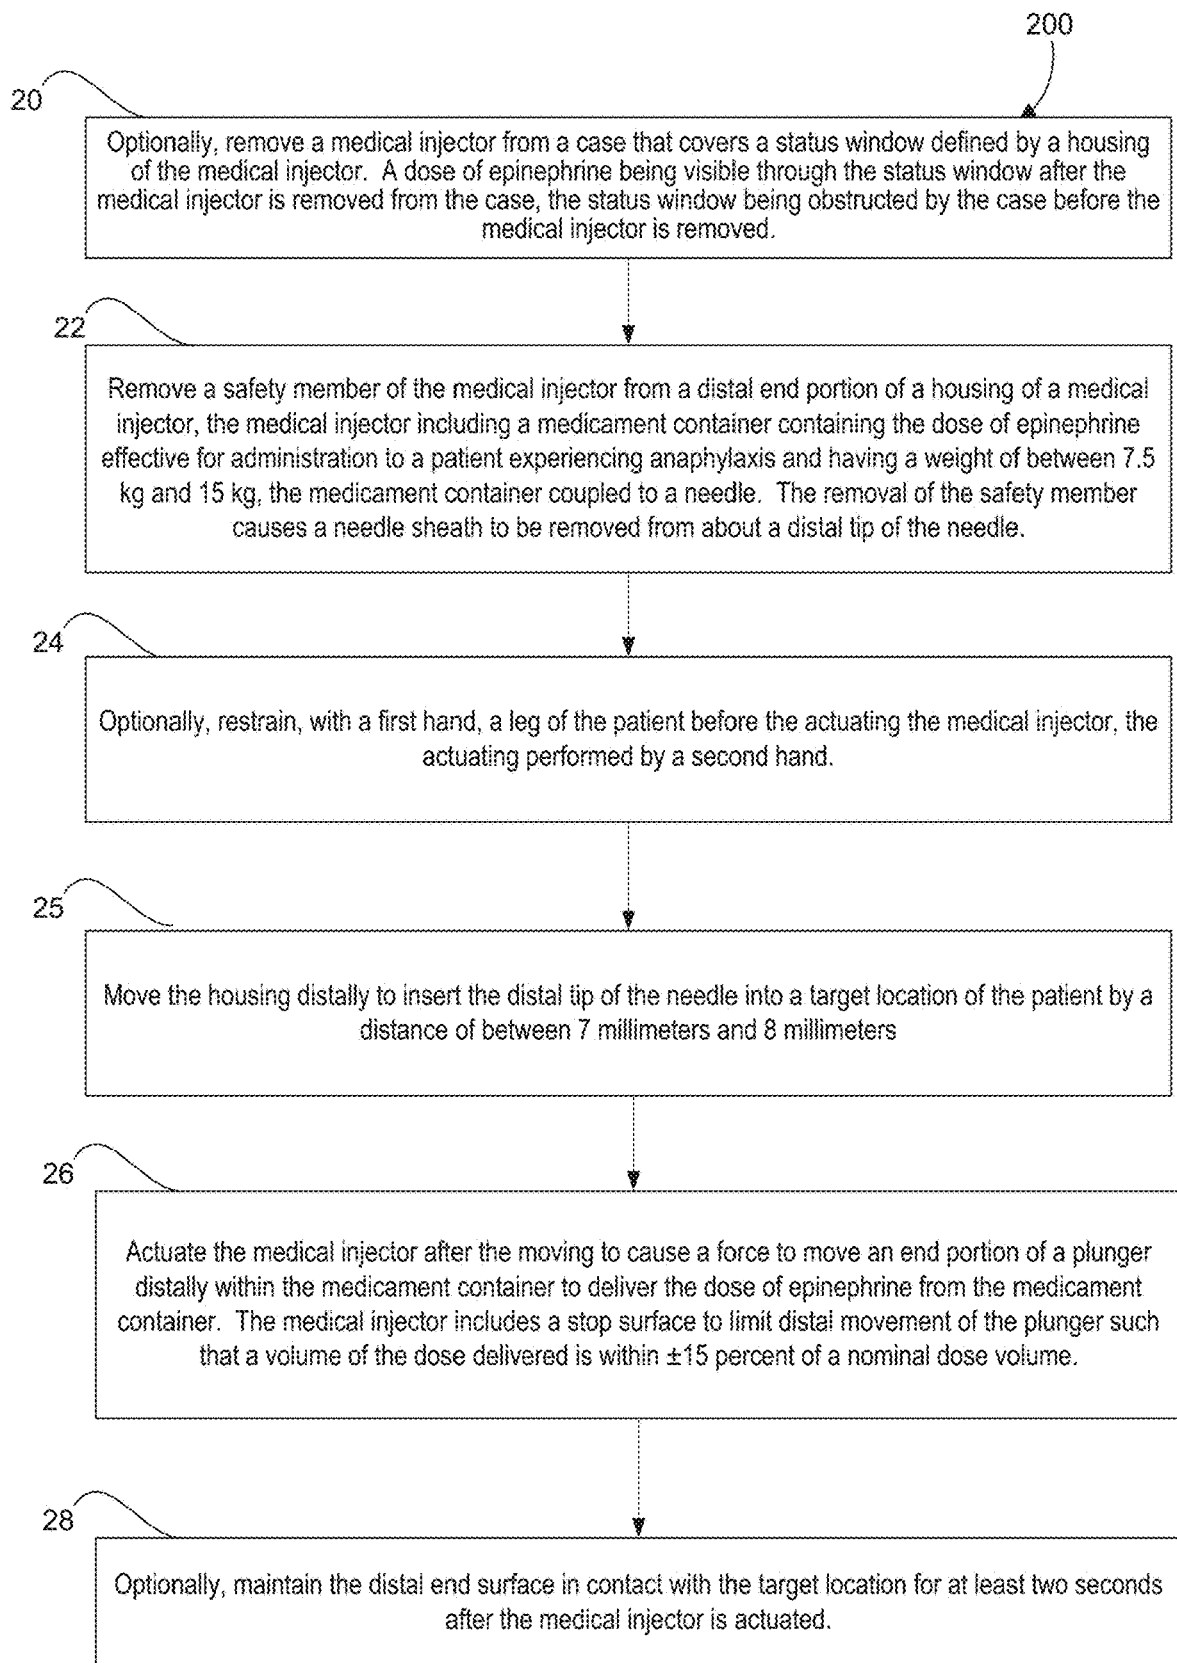 200
20
Optionally, remove a medical injector from a case that covers a status window defined by a housing
of the medical injector. A dose of epinephrine being visible through the status window after the
medical injector is removed from the case, the status window being obstructed by the case before the
medical injector is removed.
22
Remove a safety member of the medical injector from a distal end portion of a housing of a medical
injector, the medical injector including a medicament container containing the dose of epinephrine
effective for administration to a patient experiencing anaphylaxis and having a weight of between 7.5
kg and 15 kg, the medicament container coupled to a needle. The removal of the safety member
causes a needle sheath to be removed from about a distal tip of the needle.
24
Optionally, restrain, with a first hand, a leg of the patient before the actuating the medical injector, the
actuating performed by a second hand.
25
Move the housing distally to insert the distal tip of the needle into a target location of the patient by a
distance of between 7 millimeters and 8 millimeters
26
Actuate the medical injector after the moving to cause a force to move an end portion of a plunger
distally within the medicament container to deliver the dose of epinephrine from the medicament
container. The medical injector includes a stop surface to limit distal movement of the plunger such
that a volume of the dose delivered is within ±15 percent of a nominal dose volume.
28
Optionally, maintain the distal end surface in contact with the target location for at least two seconds
after the medical injector is actuated.